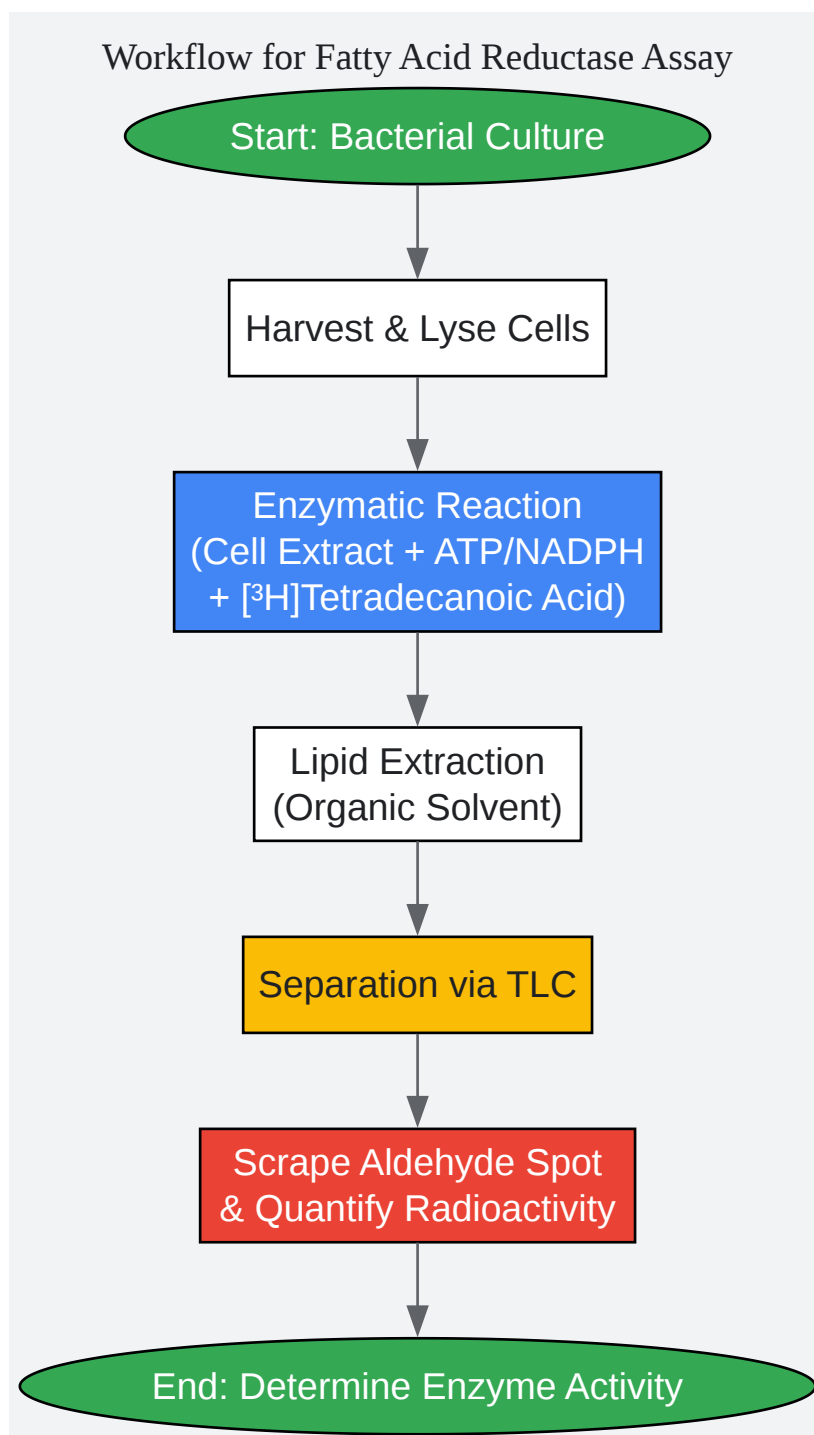 Workflow for Fatty Acid Reductase Assay
Start: Bacterial Culture
Harvest & Lyse Cells
Enzymatic Reaction
(Cell Extract + ATP/NADPH
+ [³H]Tetradecanoic Acid)
Lipid Extraction
(Organic Solvent)
Separation via TLC
Scrape Aldehyde Spot
& Quantify Radioactivity
End: Determine Enzyme Activity